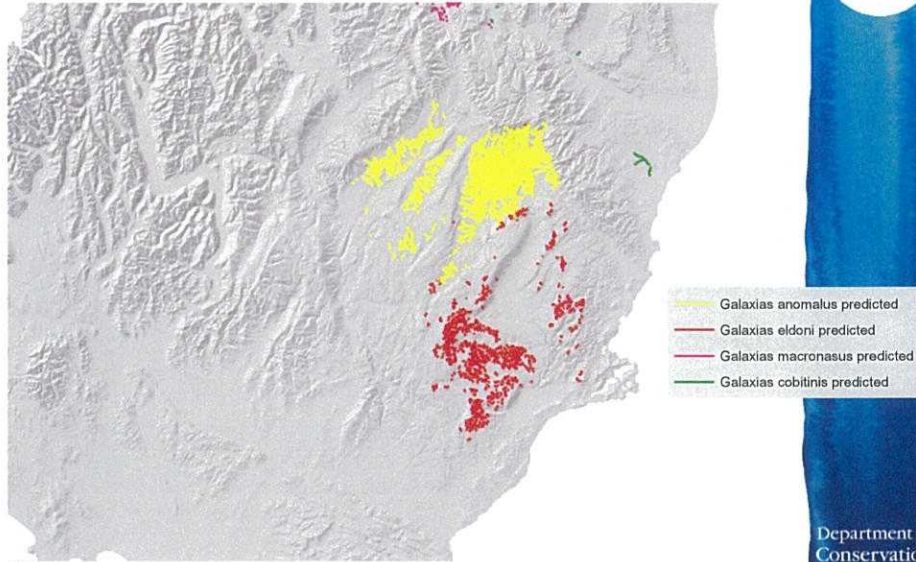 Galaxias anomalus predicted
Galaxias eldoni predicted
Galaxias macronasus predicted
Galaxias cobitinis predicted
Department
Conservatio